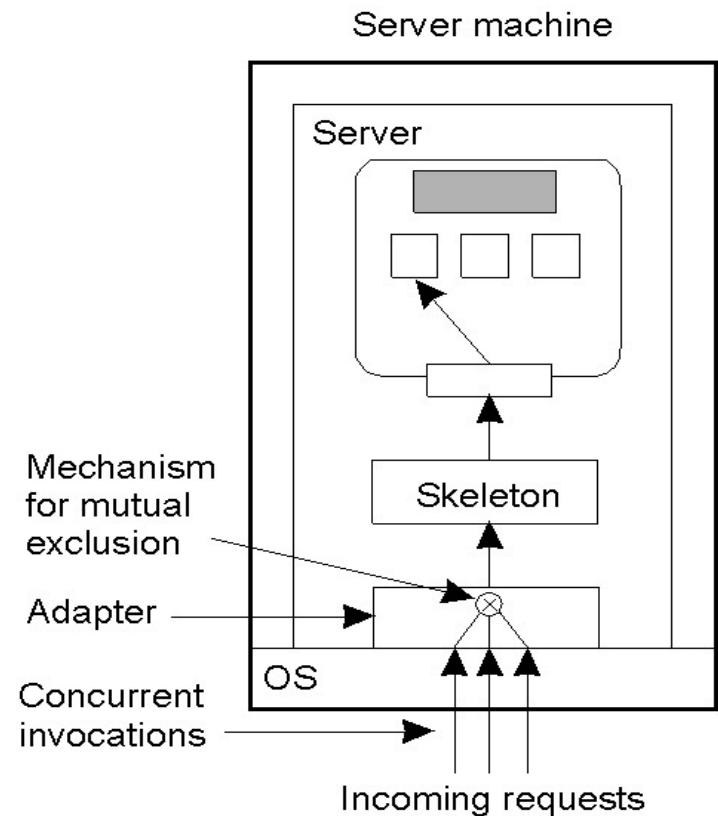 Server machine
Server
Mechanism
for mutual
exclusion
Skeleton
Adapter
OS
Concurrent
invocations
Incoming requests